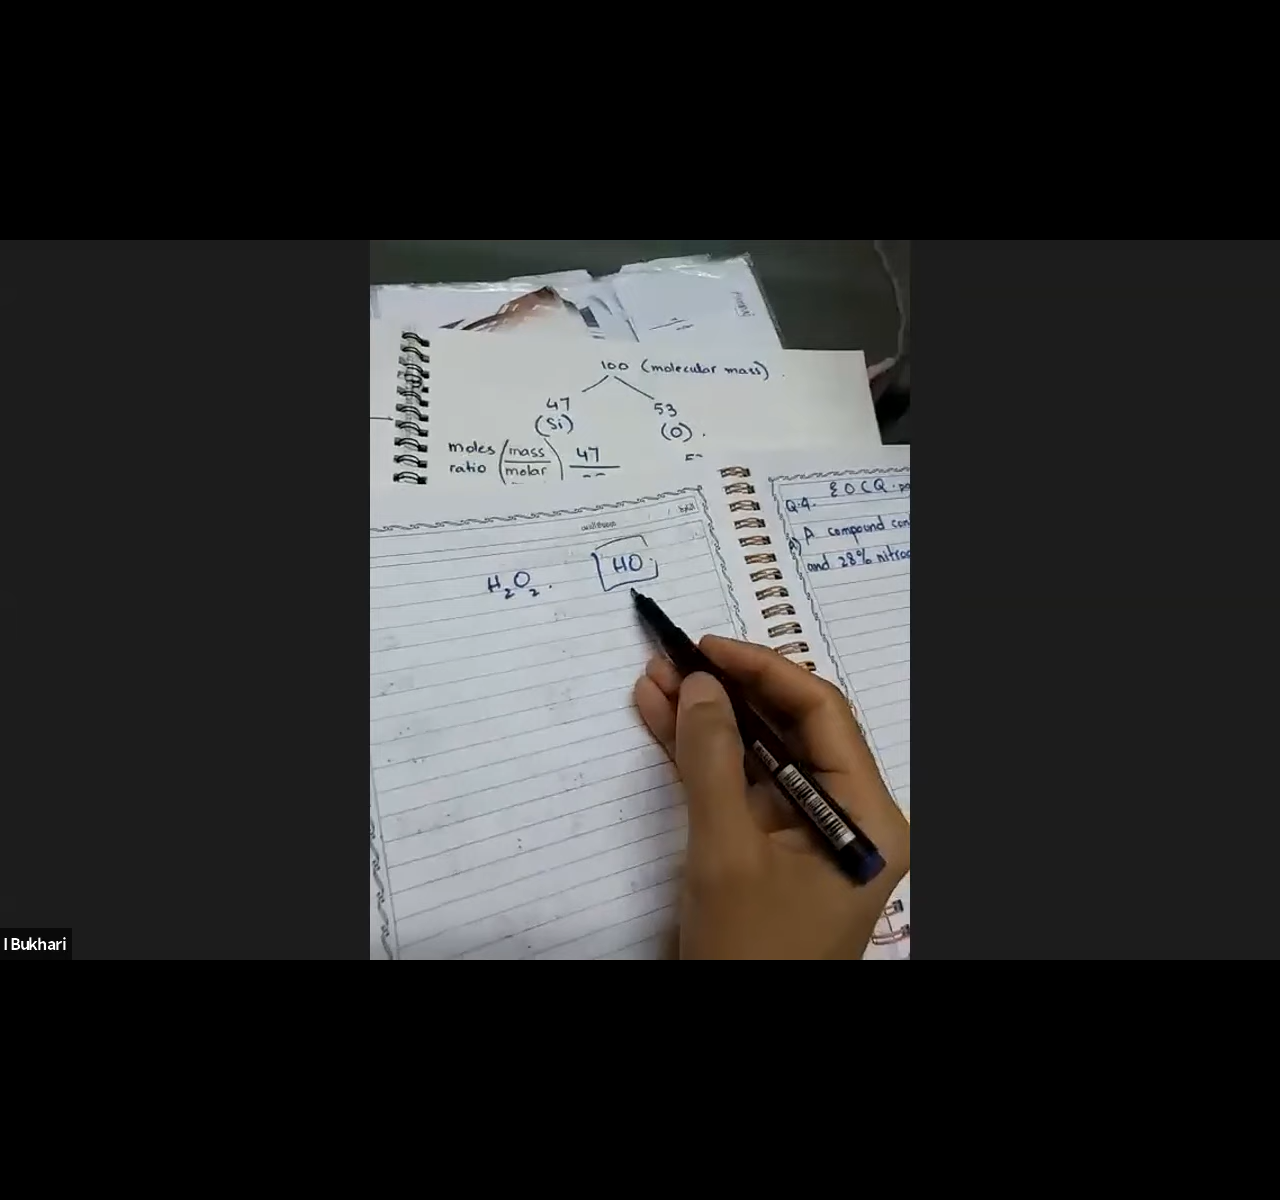 100 (molecular mass)
47 53
(Si) (O).
moles (mass 47
ratio molar
H₂O₂. HO
EOCQ.
Q.4.
A compound con
and 28% nitro
I Bukhari